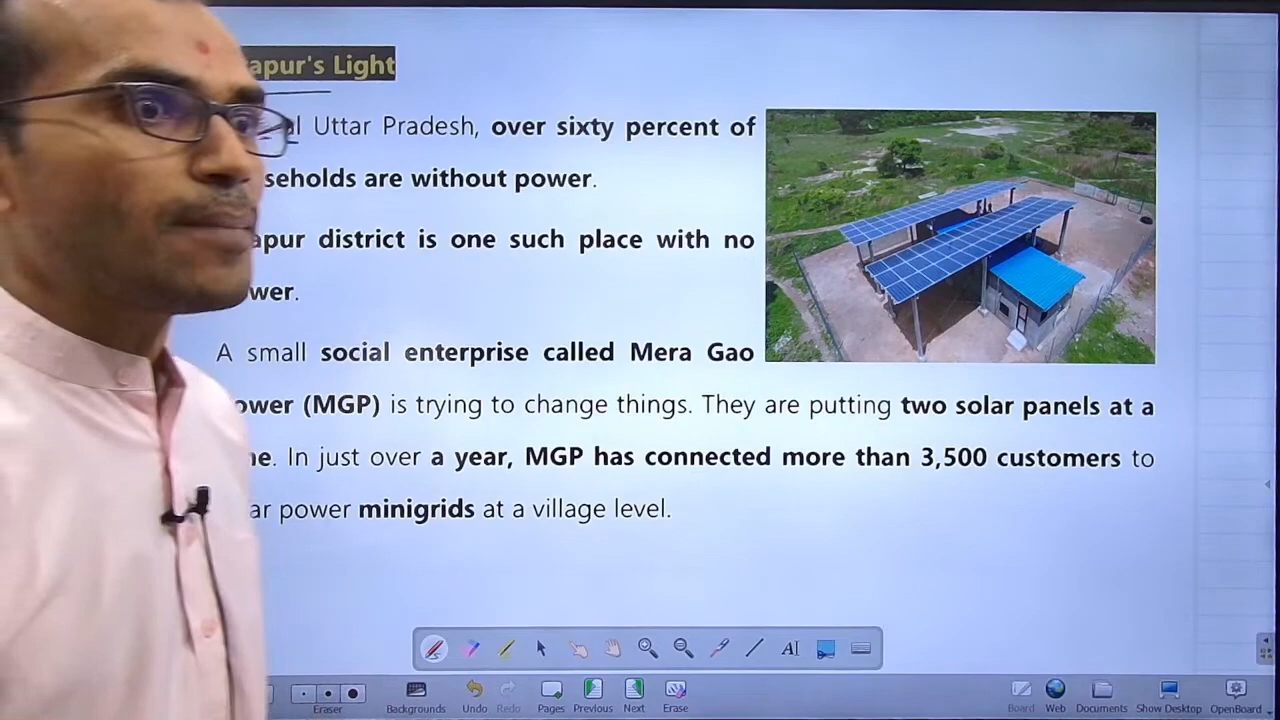 apur's Light
al Uttar Pradesh, over sixty percent of
seholds are without power.
apur district is one such place with no
wer.
A small social enterprise called Mera Gao
ower (MGP) is trying to change things. They are putting two solar panels at a
e. In just over a year, MGP has connected more than 3,500 customers to
ar power minigrids at a village level.
AI
Eraser
Backgrounds
Undo
Redo
Pages
Previous
Next
Erase
Board
Web
Documents
Show Desktop
OpenBoard